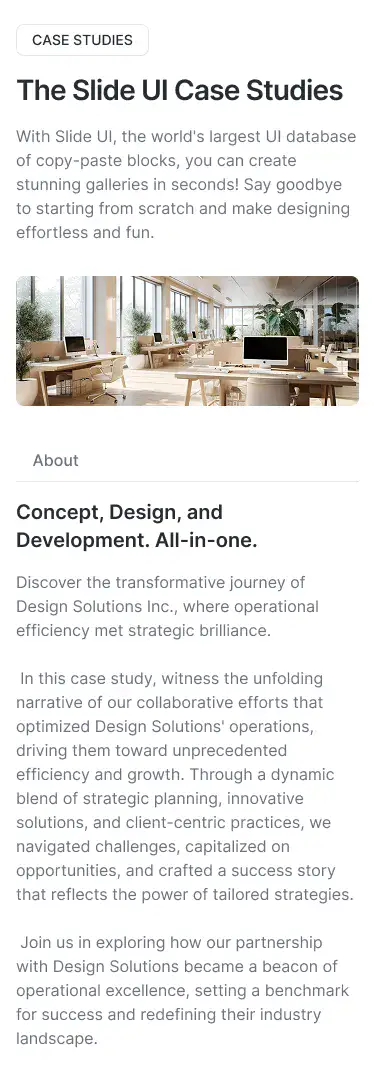 CASE STUDIES
The Slide UI Case Studies
With Slide UI, the world's largest UI database
of copy-paste blocks, you can create
stunning galleries in seconds! Say goodbye
to starting from scratch and make designing
effortless and fun.
About
Concept, Design, and
Development. All-in-one.
Discover the transformative journey of
Design Solutions Inc., where operational
efficiency met strategic brilliance.
In this case study, witness the unfolding
narrative of our collaborative efforts that
optimized Design Solutions' operations,
driving them toward unprecedented
efficiency and growth. Through a dynamic
blend of strategic planning, innovative
solutions, and client-centric practices, we
navigated challenges, capitalized on
opportunities, and crafted a success story
that reflects the power of tailored strategies.
Join us in exploring how our partnership
with Design Solutions became a beacon of
operational excellence, setting a benchmark
for success and redefining their industry
landscape.